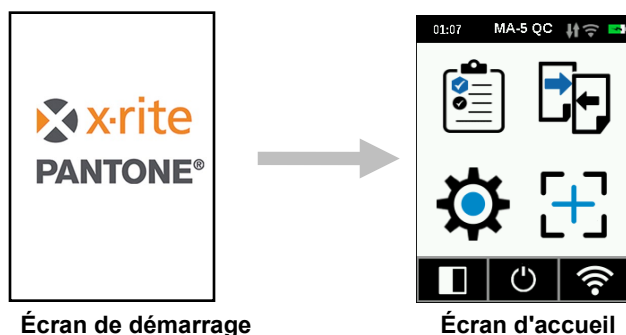 x·rite
PANTONE®
01:07 MA-5 QC
Écran de démarrage
Écran d'accueil